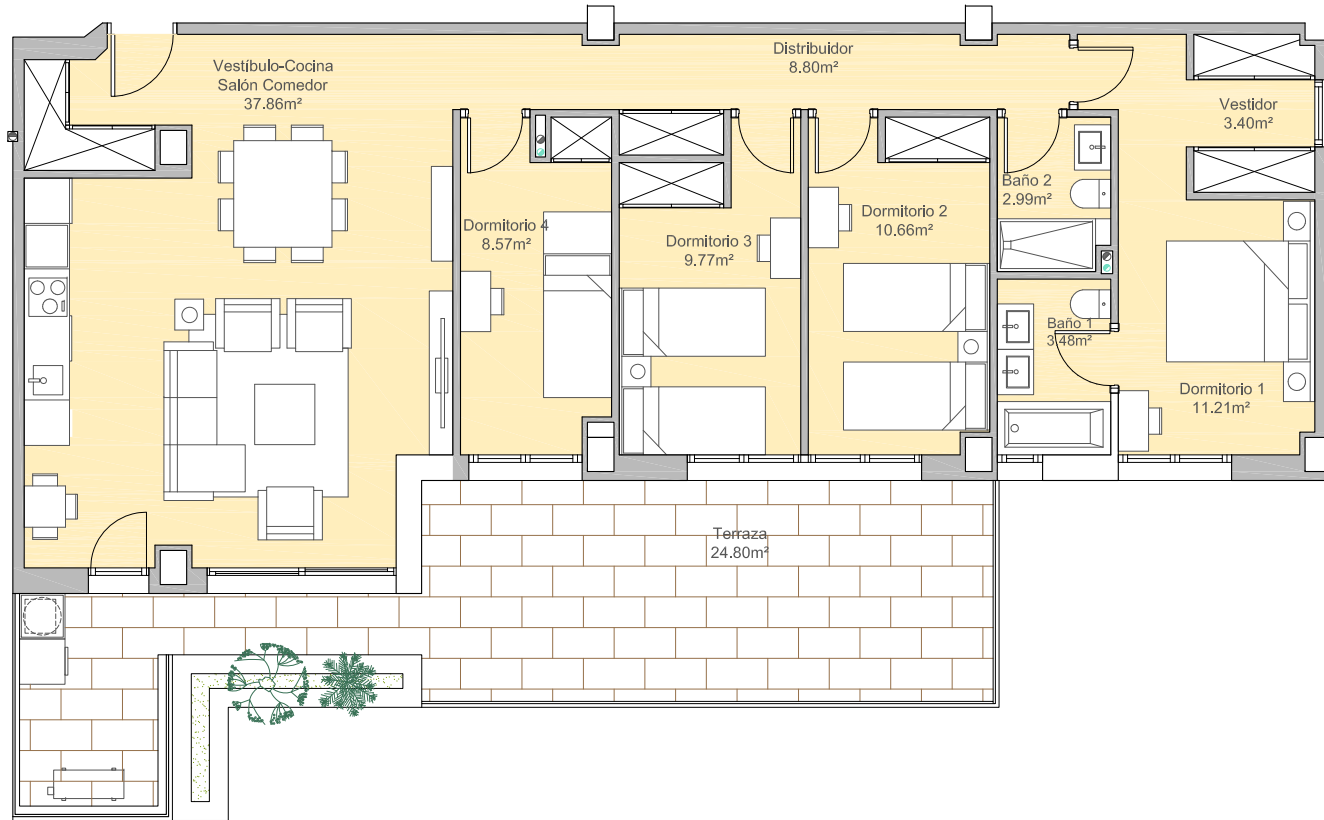 Vestíbulo-Cocina
Salón Comedor
37.86m²
Distribuidor
8.80m²
Vestidor
3.40m²
Dormitorio 4
8.57m²
Dormitorio 3
9.77m²
Dormitorio 2
10.66m²
Baño 2
2.99m²
Baño 1
3.48m²
Dormitorio 1
11.21m²
Terraza
24.80m²